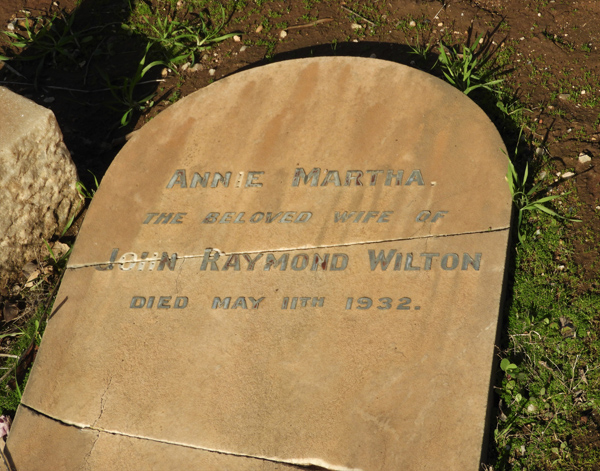 ANNIE MARTHA.
THE BELOVED WIFE OF
JOHN RAYMOND WILTON
DIED MAY 11TH 1932.